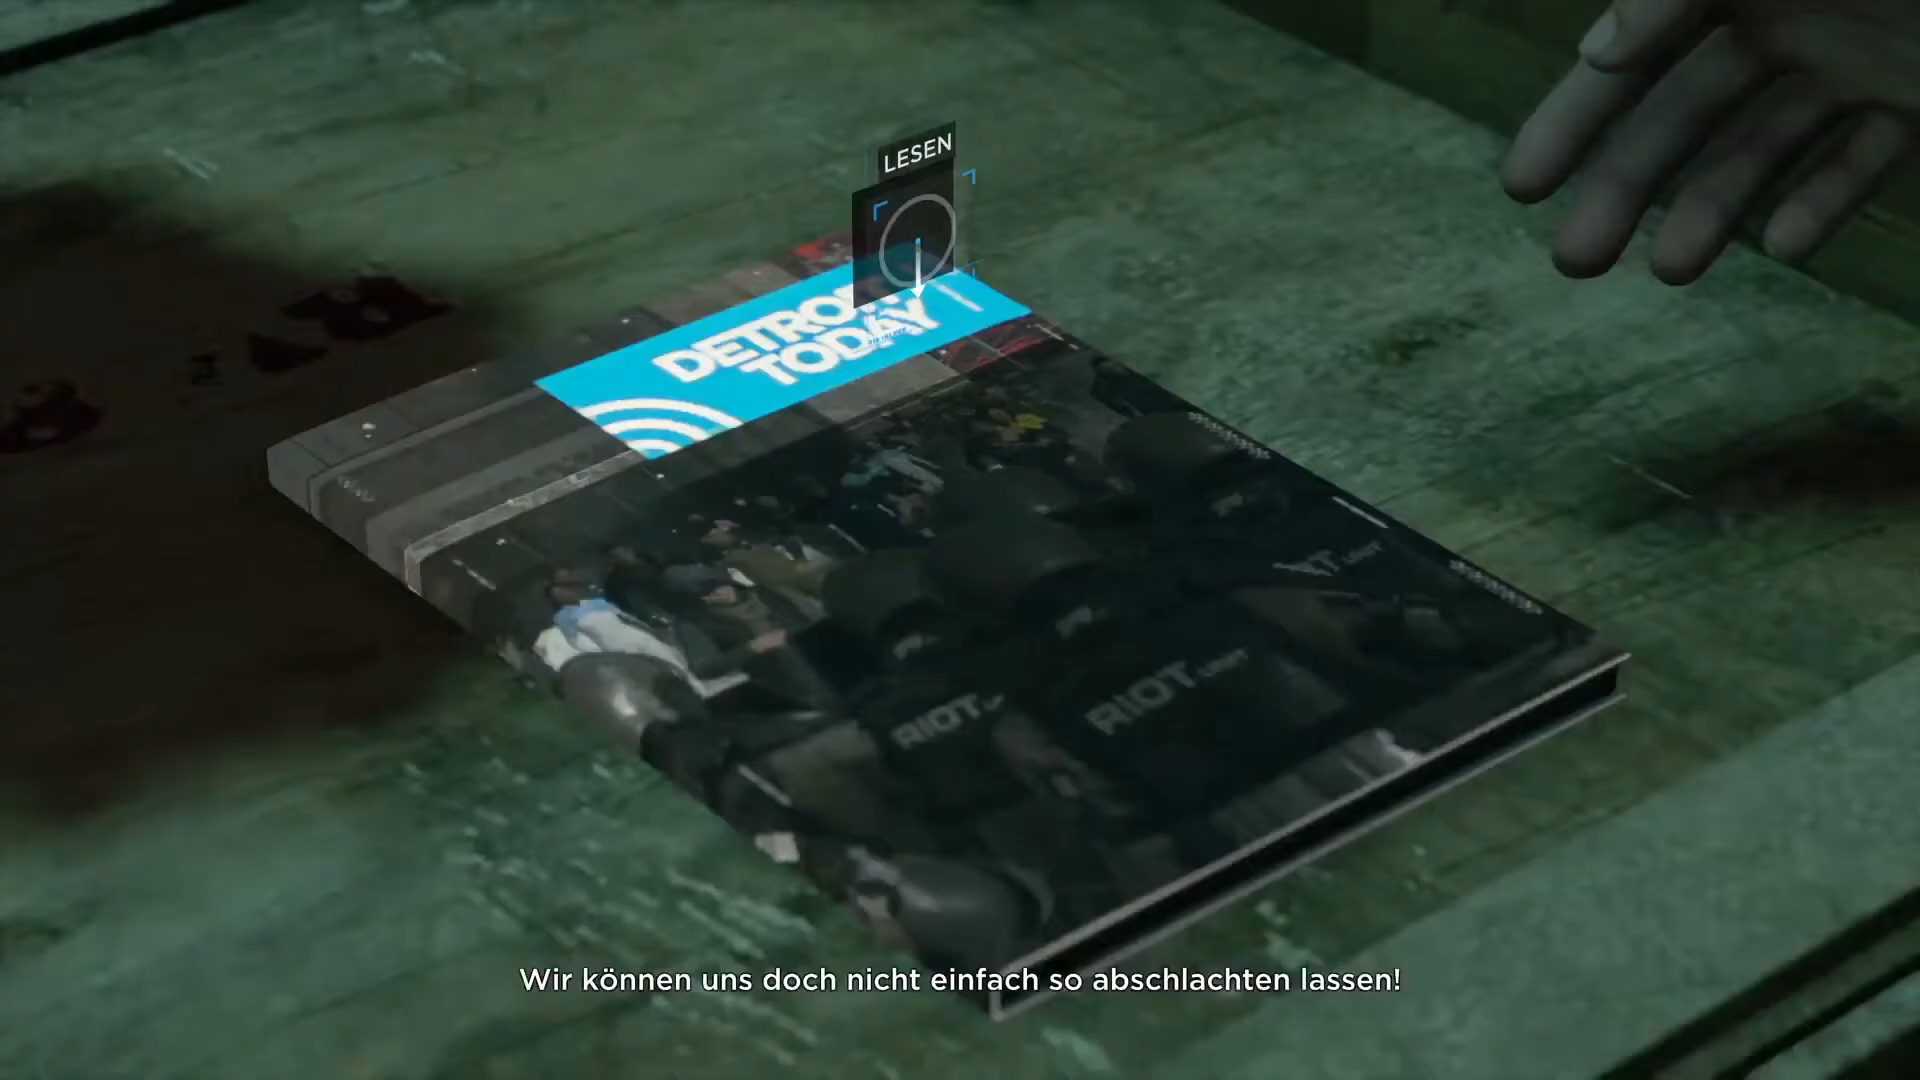 LESEN
DETROIT
TODAY
RIOT
RIOT
Wir können uns doch nicht einfach so abschlachten lassen!